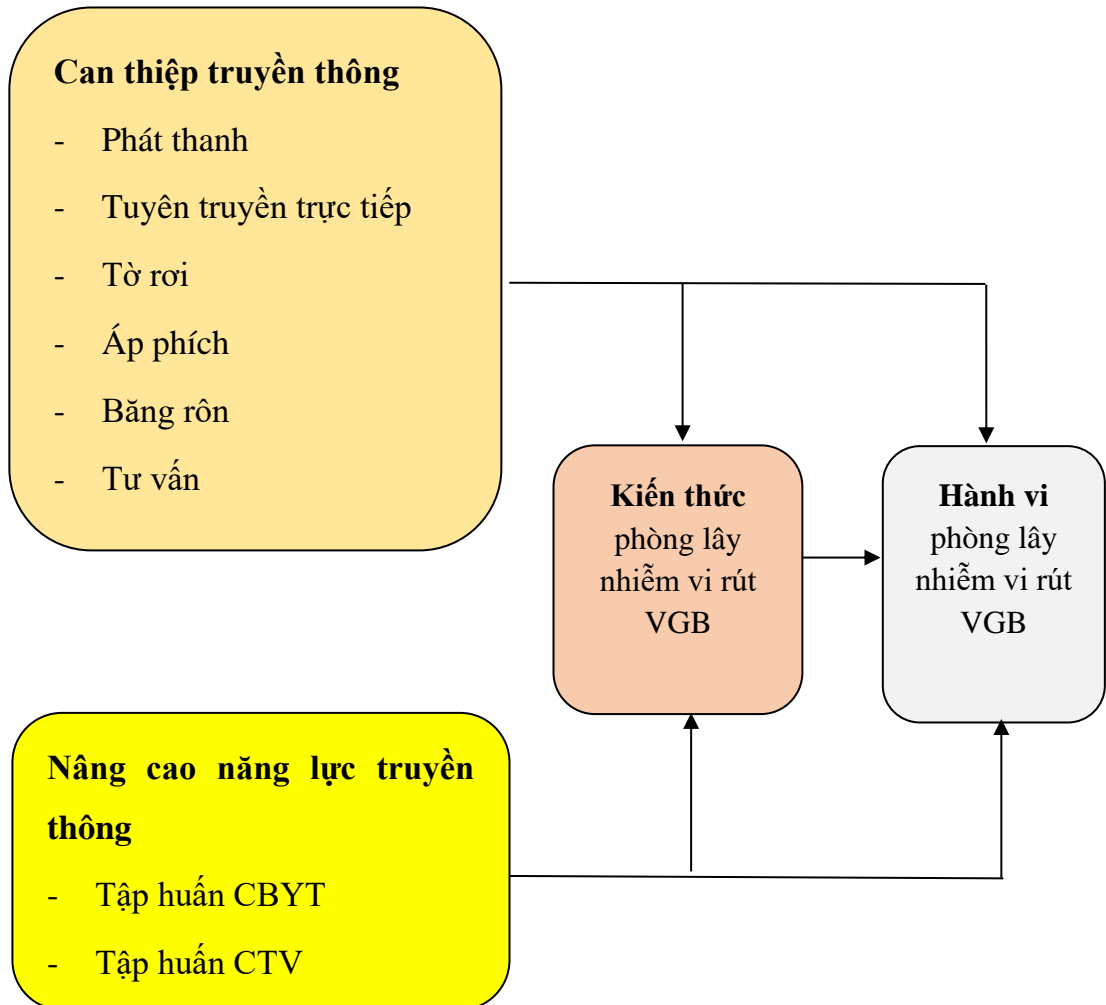 Can thiệp truyền thông
- Phát thanh
- Tuyên truyền trực tiếp
- Tờ rơi
- Áp phích
- Băng rôn
- Tư vấn
Kiến thức
phòng lây
nhiễm vi rút
VGB
Hành vi
phòng lây
nhiễm vi rút
VGB
Nâng cao năng lực truyền
thông
- Tập huấn CBYT
- Tập huấn CTV